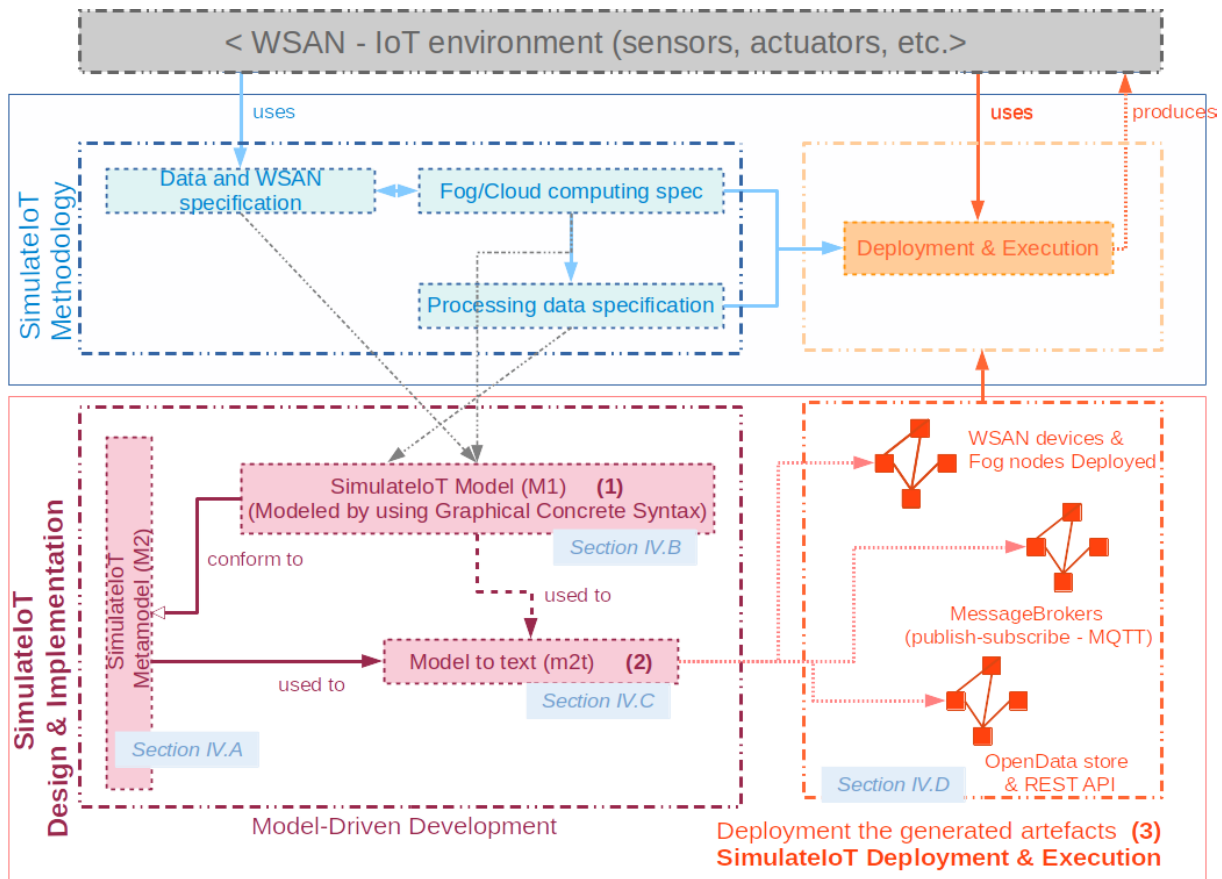 < WSAN - IoT environment (sensors, actuators, etc.>
uses
uses
produces
SimulateIoT
Methodology
Data and WSAN
specification
Fog/Cloud computing spec
Processing data specification
Deployment & Execution
SimulateIoT
Design & Implementation
SimulateIoT
Metamodel (M2)
SimulateIoT Model (M1) (1)
(Modeled by using Graphical Concrete Syntax)
Section IV.B
conform to
used to
Model to text (m2t) (2)
used to
Section IV.C
Section IV.A
Model-Driven Development
WSAN devices &
Fog nodes Deployed
MessageBrokers
(publish-subscribe - MQTT)
OpenData store
& REST API
Section IV.D
Deployment the generated artefacts (3)
SimulateIoT Deployment & Execution